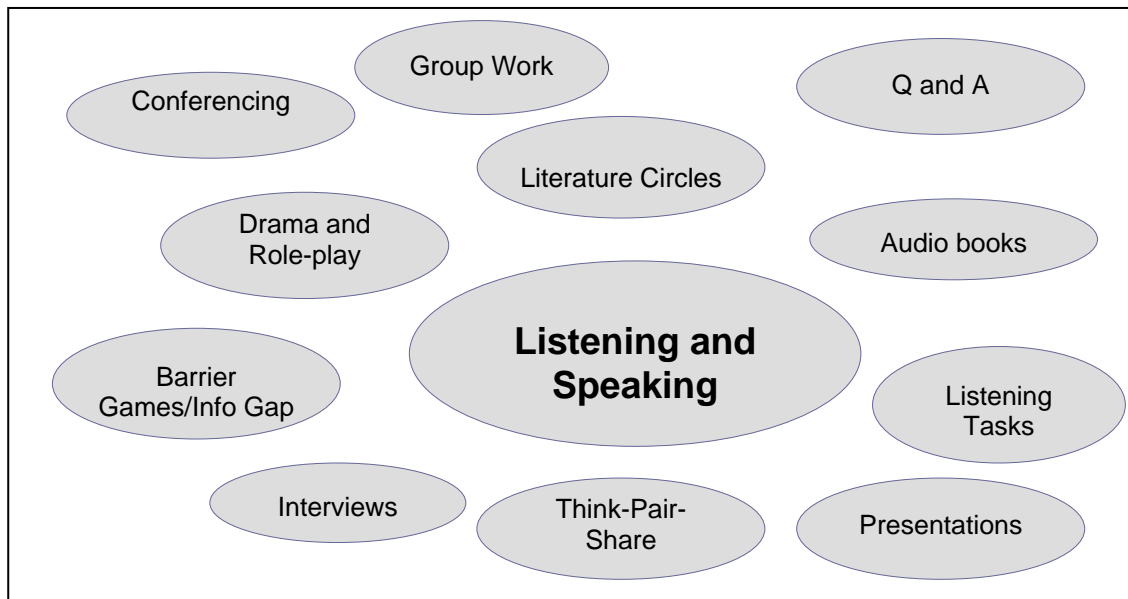 Group Work
Conferencing
Q and A
Literature Circles
Drama and
Role-play
Audio books
Listening and
Speaking
Barrier
Games/Info Gap
Listening
Tasks
Interviews
Think-Pair-
Share
Presentations